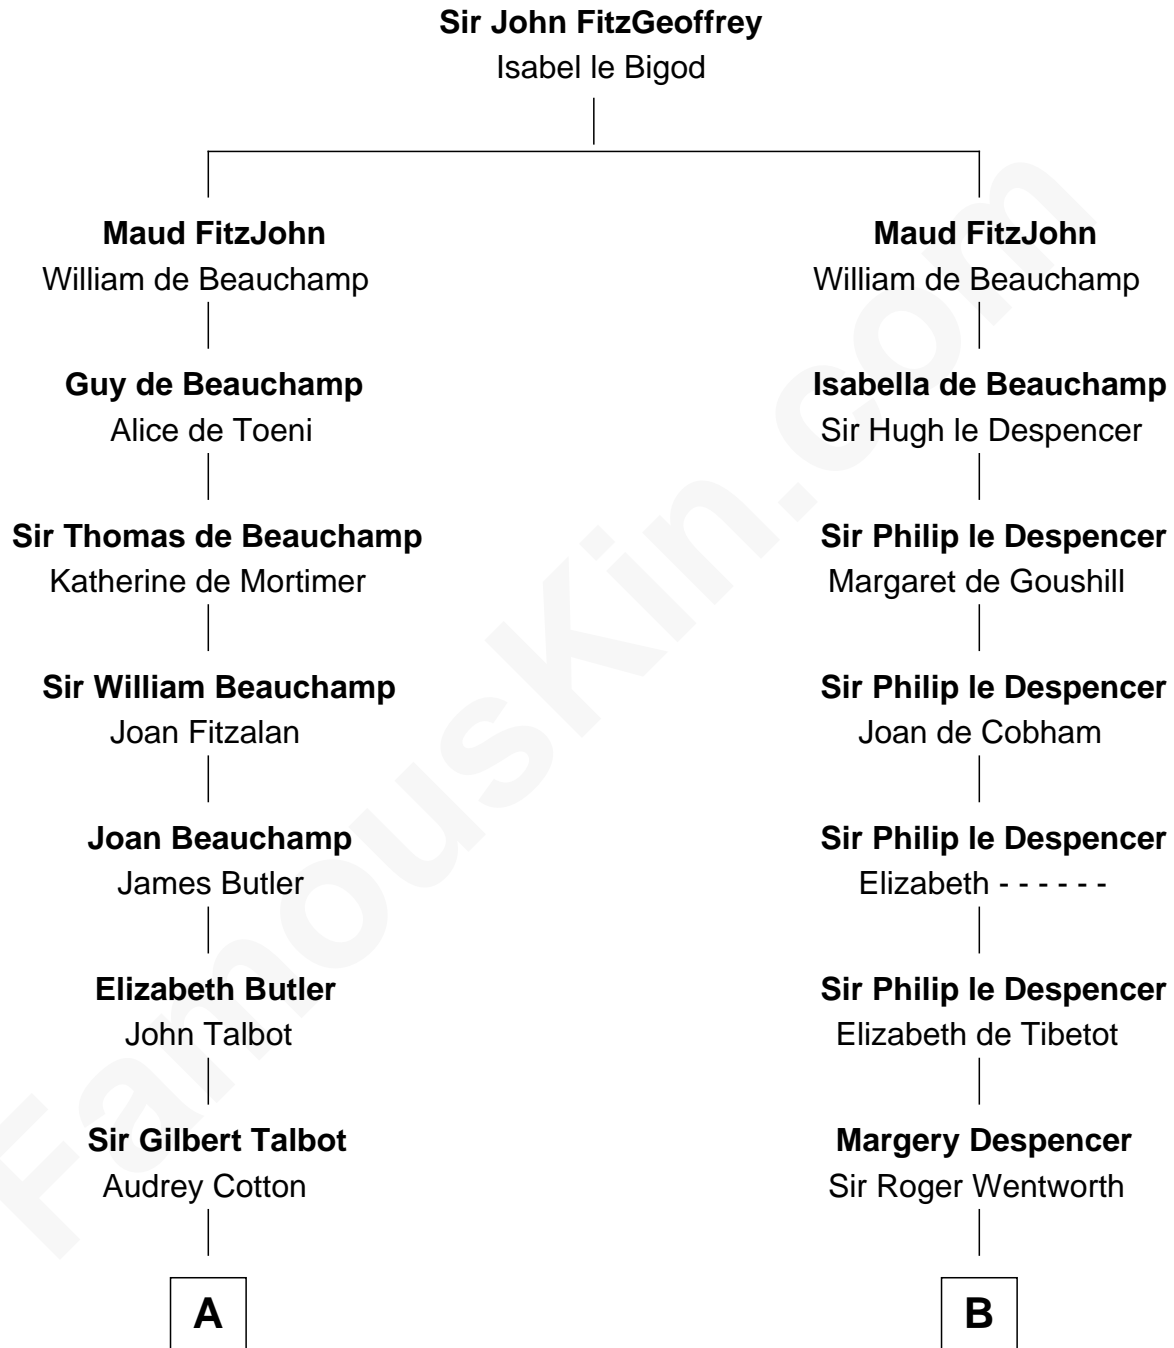 Sir John FitzGeoffrey
Isabel le Bigod
Maud FitzJohn
William de Beauchamp
Maud FitzJohn
William de Beauchamp
Guy de Beauchamp
Alice de Toeni
Isabella de Beauchamp
Sir Hugh le Despencer
Sir Thomas de Beauchamp
Katherine de Mortimer
Sir Philip le Despencer
Margaret de Goushill
Sir William Beauchamp
Joan Fitzalan
Sir Philip le Despencer
Joan de Cobham
Joan Beauchamp
James Butler
Sir Philip le Despencer
Elizabeth - - - - - -
Elizabeth Butler
John Talbot
Sir Philip le Despencer
Elizabeth de Tibetot
Sir Gilbert Talbot
Audrey Cotton
Margery Despencer
Sir Roger Wentworth
A
B
FamousKin.com